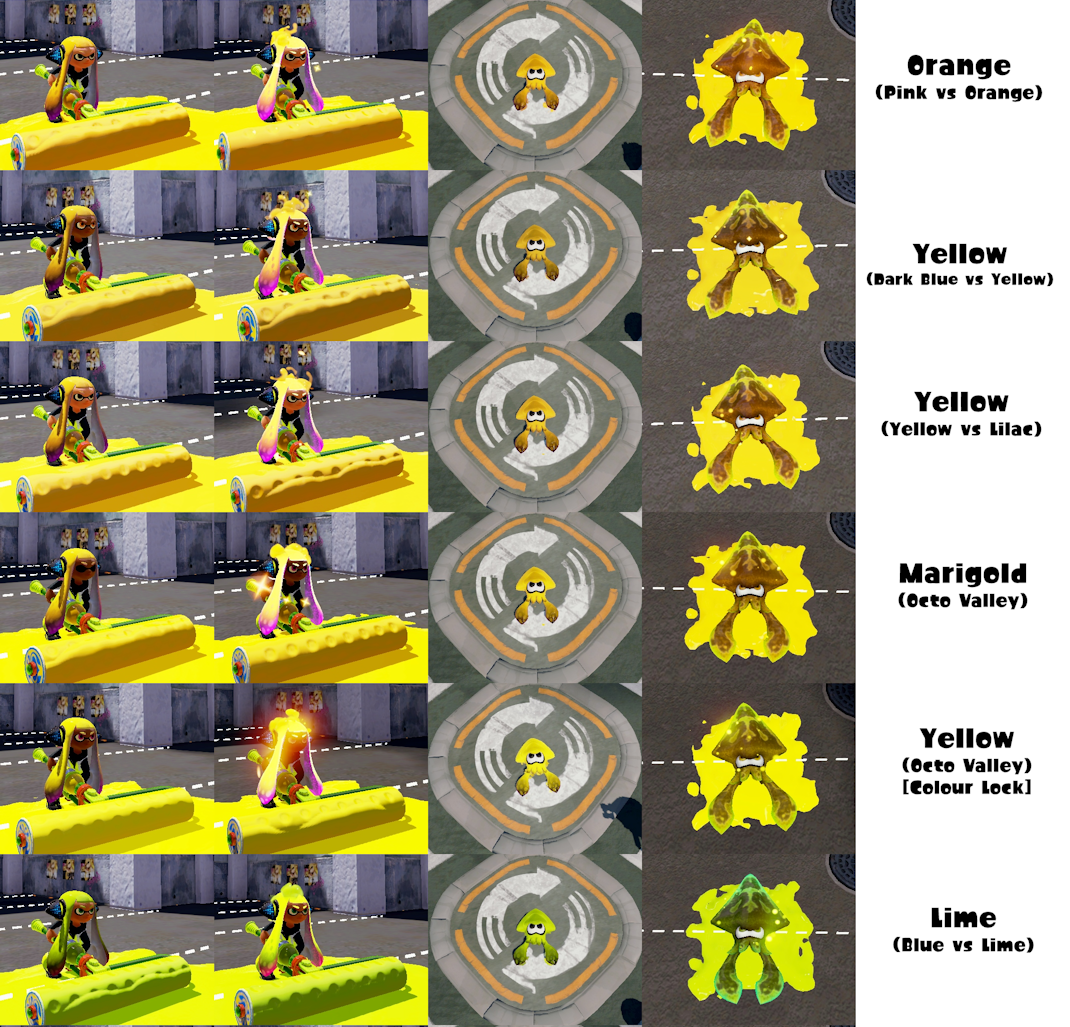 Orange
(Pink vs Orange)
Yellow
(Dark Blue vs Yellow)
Yellow
(Yellow vs Lilac)
Marigold
(Octo Valley)
Yellow
(Octo Valley)
[Colour Lock]
Lime
(Blue vs Lime)